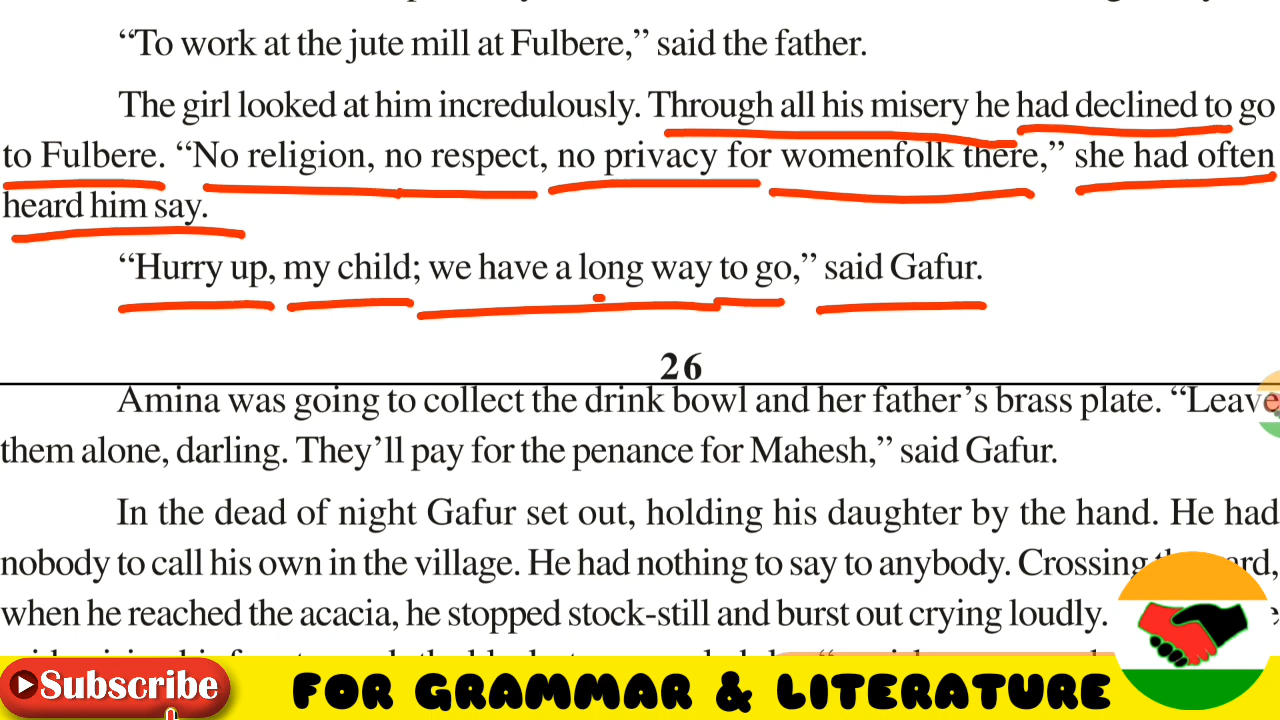 “To work at the jute mill at Fulbere,” said the father.
The girl looked at him incredulously. Through all his misery he had declined to go
to Fulbere. “No religion, no respect, no privacy for womenfolk there,” she had often
heard him say.
“Hurry up, my child; we have a long way to go,” said Gafur.
26
Amina was going to collect the drink bowl and her father’s brass plate. “Leave
them alone, darling. They’ll pay for the penance for Mahesh,” said Gafur.
In the dead of night Gafur set out, holding his daughter by the hand. He had
nobody to call his own in the village. He had nothing to say to anybody. Crossing
when he reached the acacia, he stopped stock-still and burst out crying loudly.
Subscribe
FOR GRAMMAR & LITERATURE